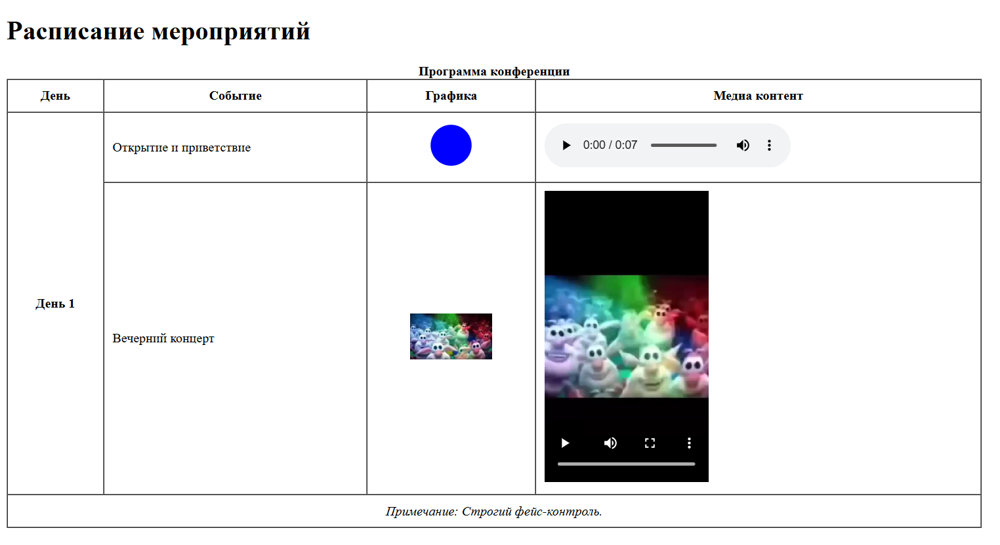 Расписание мероприятий
Программа конференции
День Событие Графика Медиа контент
Открытие и приветствие
0:00 / 0:07
День 1
Вечерний концерт
Примечание: Строгий фейс-контроль.